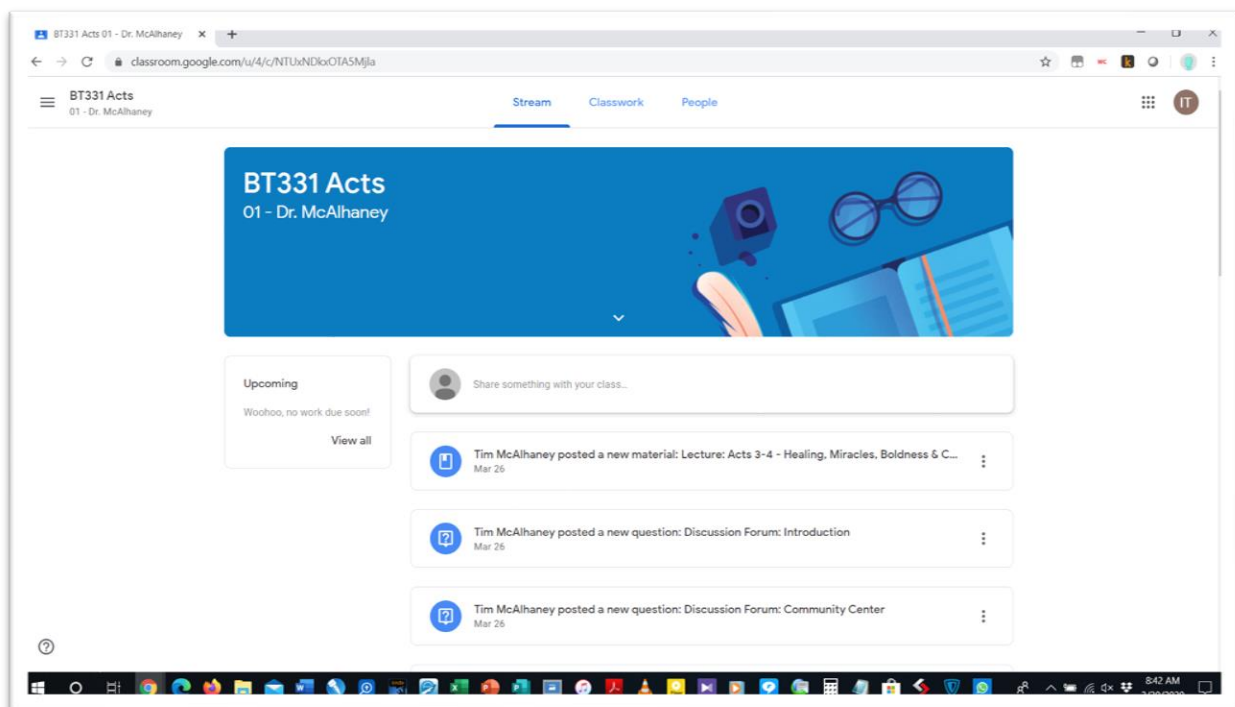 BT331 Acts 01 - Dr. McAlhaney
classroom.google.com/u/4/c/NTUxNDkxOTA5Mjla
BT331 Acts
01 - Dr. McAlhaney
Stream Classwork People
IT
BT331 Acts
01 - Dr. McAlhaney
Upcoming
Woohoo, no work due soon!
View all
Share something with your class...
Tim McAlhaney posted a new material: Lecture: Acts 3-4 - Healing, Miracles, Boldness & C...
Mar 26
Tim McAlhaney posted a new question: Discussion Forum: Introduction
Mar 26
Tim McAlhaney posted a new question: Discussion Forum: Community Center
Mar 26
8:42 AM